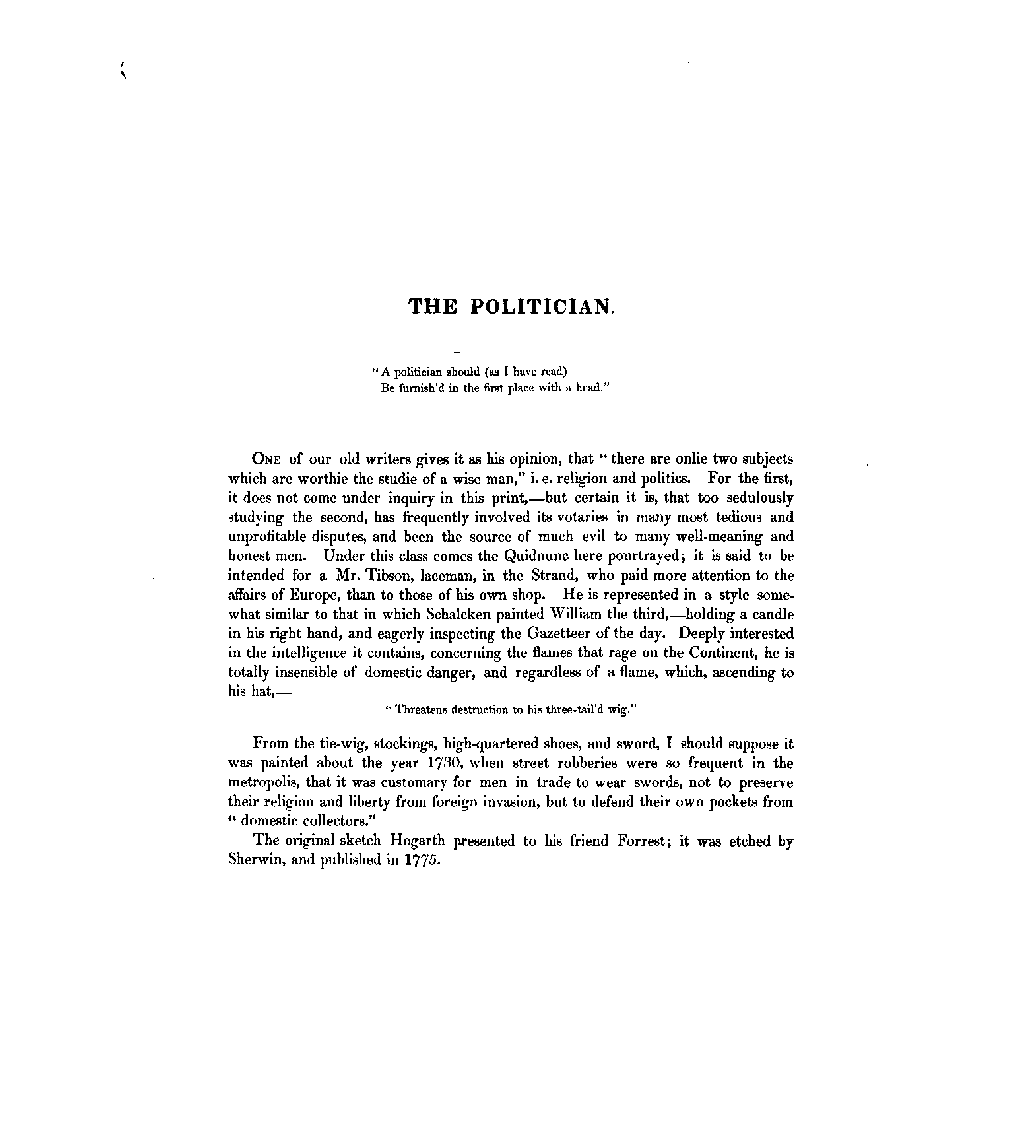 THE POLITICIAN.
“ A politician should (as I have read)
Be furnish'd in the first place with a head.”
ONE of our old writers gives it as his opinion, that “ there are onlie two subjects
which are worthie the studie of a wise man,” i. e. religion and politics. For the first,
it does not come under inquiry in this print,—but certain it is, that too sedulously
studying the second, has frequently involved its votaries in many most tedious and
unprofitable disputes, and been the source of much evil to many well-meaning and
honest men. Under this class comes the Quidnunc here pourtrayed; it is said to be
intended for a Mr. Tibson, laceman, in the Strand, who paid more attention to the
affairs of Europe, than to those of his own shop. He is represented in a style some-
what similar to that in which Schalcken painted William the third,—holding a candle
in his right hand, and eagerly inspecting the Gazetteer of the day. Deeply interested
in the intelligence it contains, concerning the flames that rage on the Continent, he is
totally insensible of domestic danger, and regardless of a flame, which, ascending to
his hat,—
“ Threatens destruction to his three-tail'd wig.”
From the tie-wig, stockings, high-quartered shoes, and sword, I should suppose it
was painted about the year 1730, when street robberies were so frequent in the
metropolis, that it was customary for men in trade to wear swords, not to preserve
their religion and liberty from foreign invasion, but to defend their own pockets from
“ domestic collectors.”
The original sketch Hogarth presented to his friend Forrest; it was etched by
Sherwin, and published in 1775.